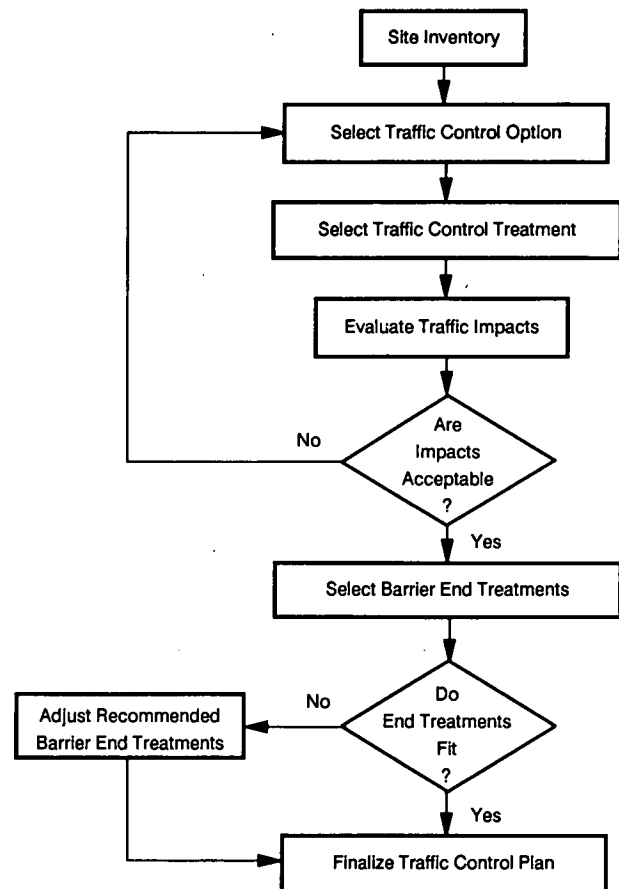 Site Inventory
Select Traffic Control Option
Select Traffic Control Treatment
Evaluate Traffic Impacts
Are
Impacts
Acceptable
?
No
Yes
Select Barrier End Treatments
Do
End Treatments
Fit
?
No
Adjust Recommended
Barrier End Treatments
Yes
Finalize Traffic Control Plan